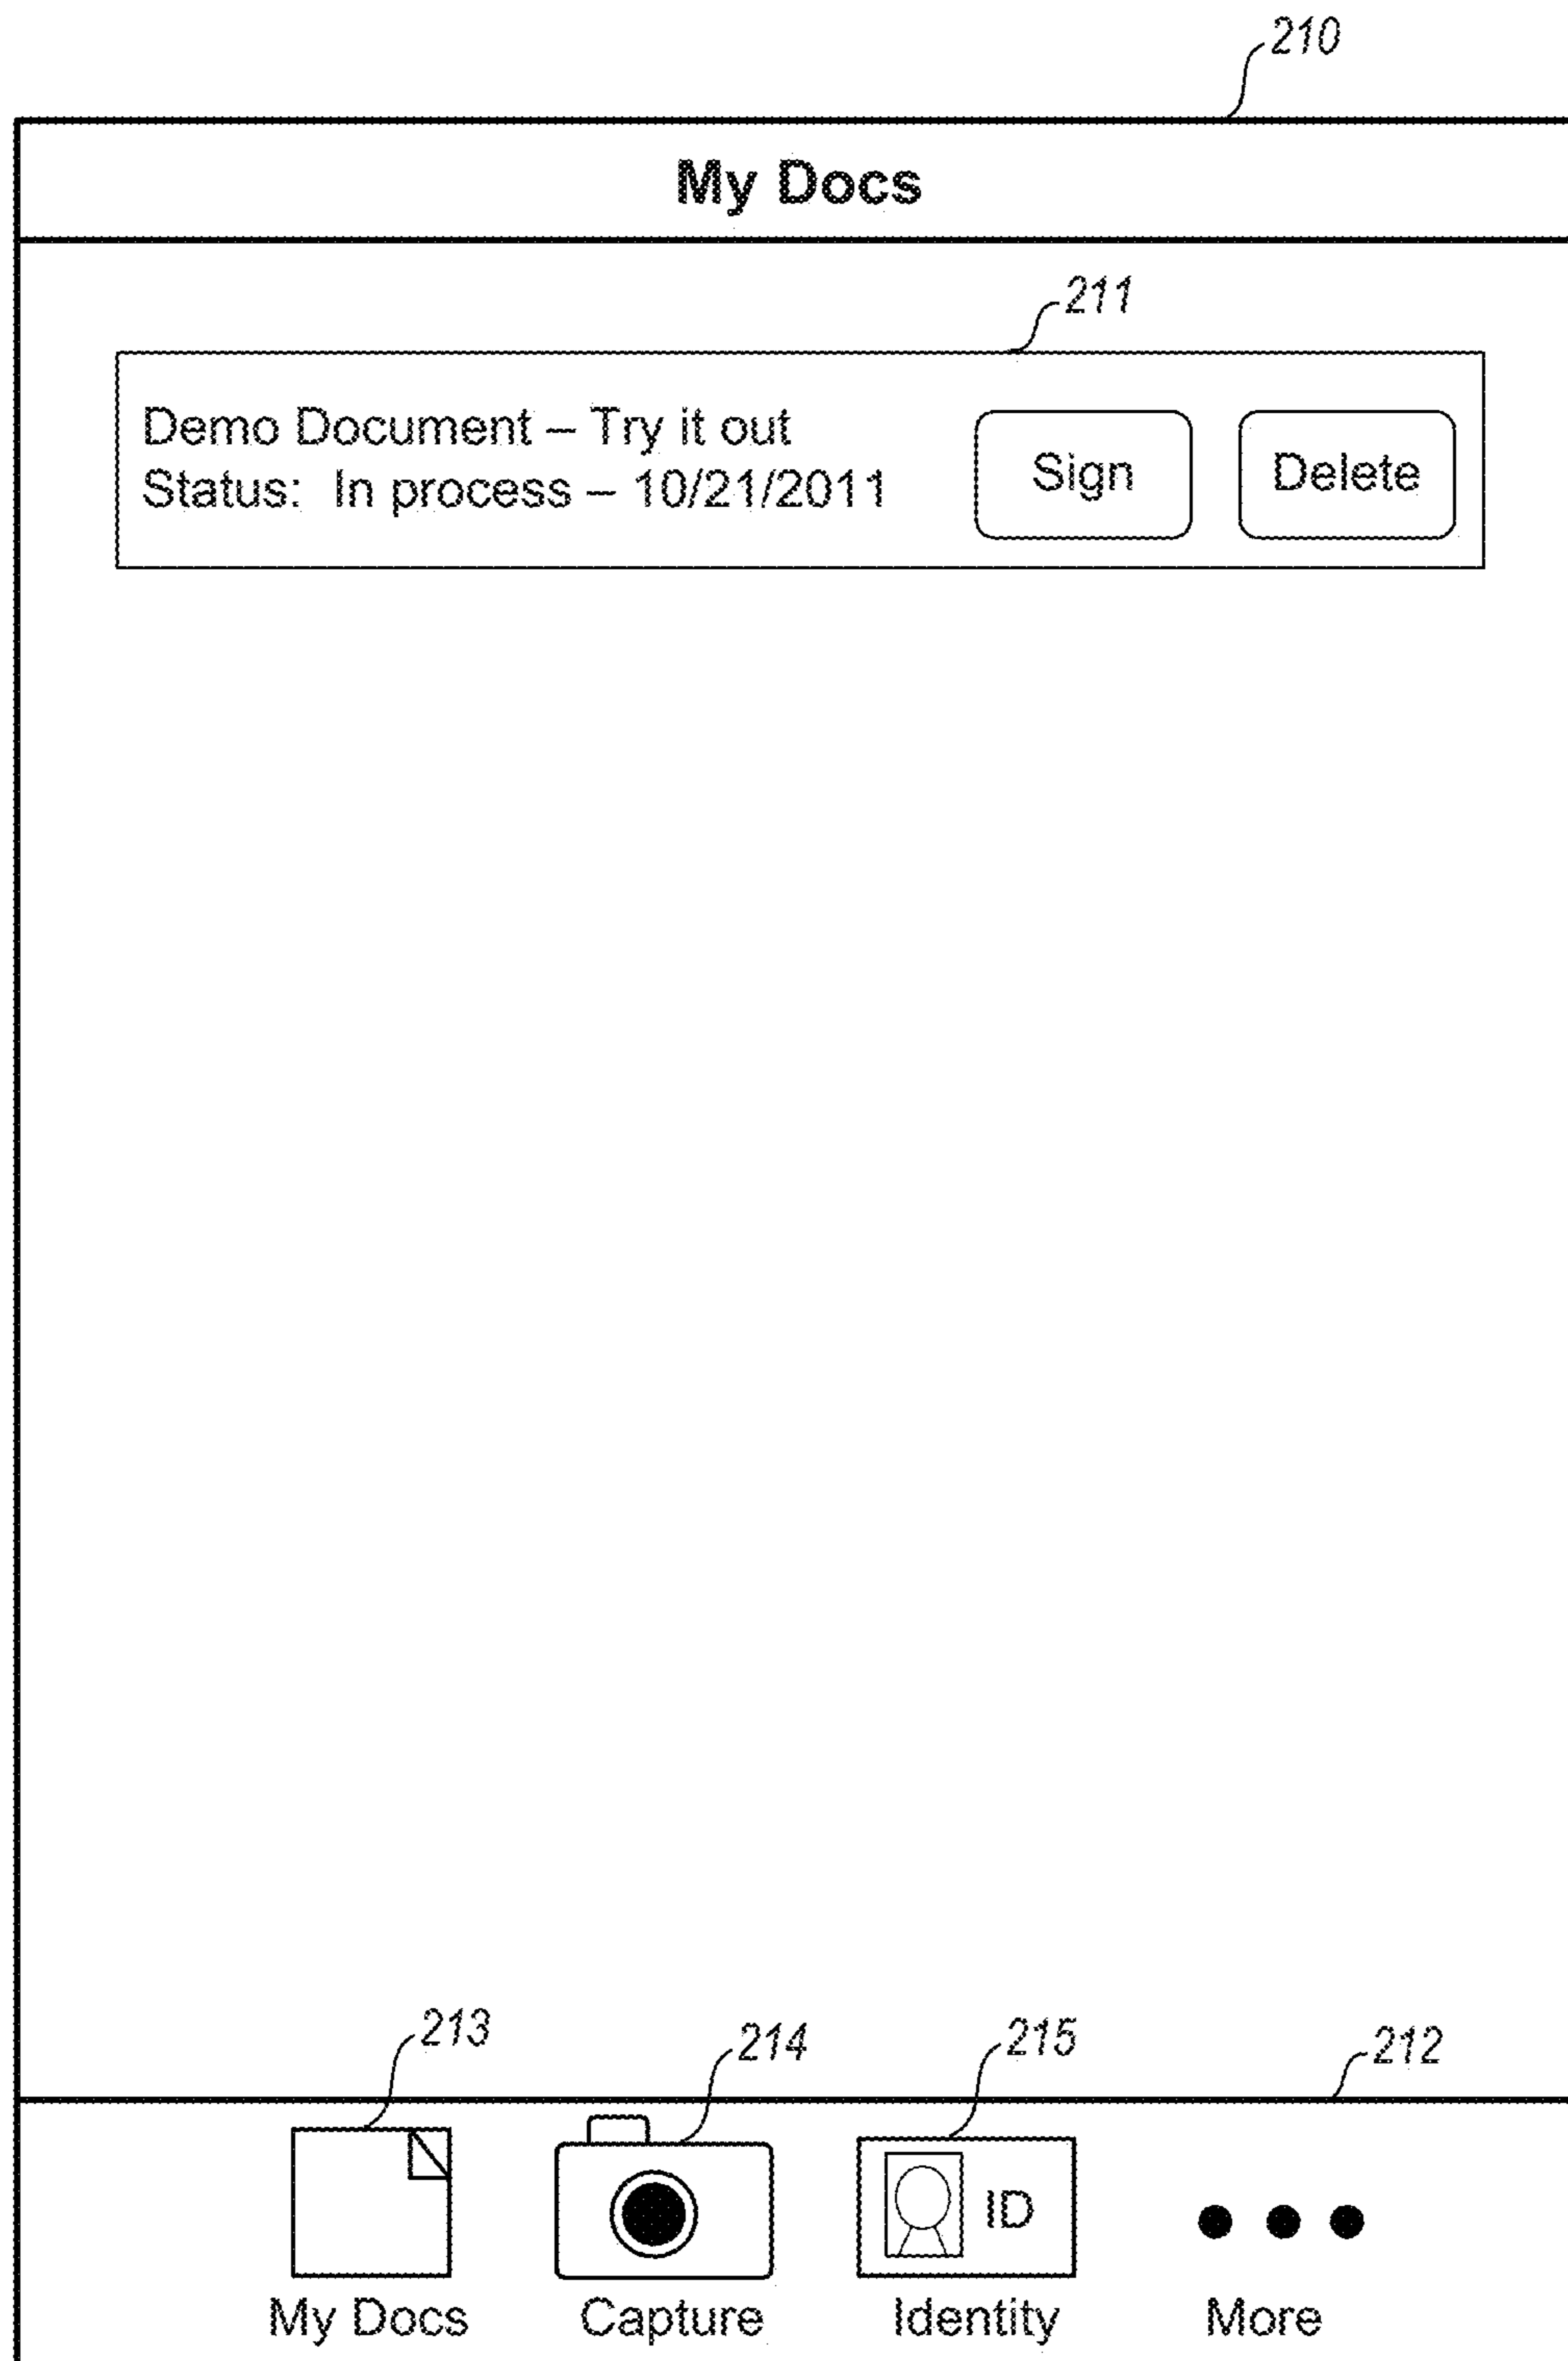 210
My Docs
211
Demo Document – Try it out
Status: In process – 10/21/2011
Sign
Delete
213
214
215
212
ID
My Docs
Capture
Identity
More